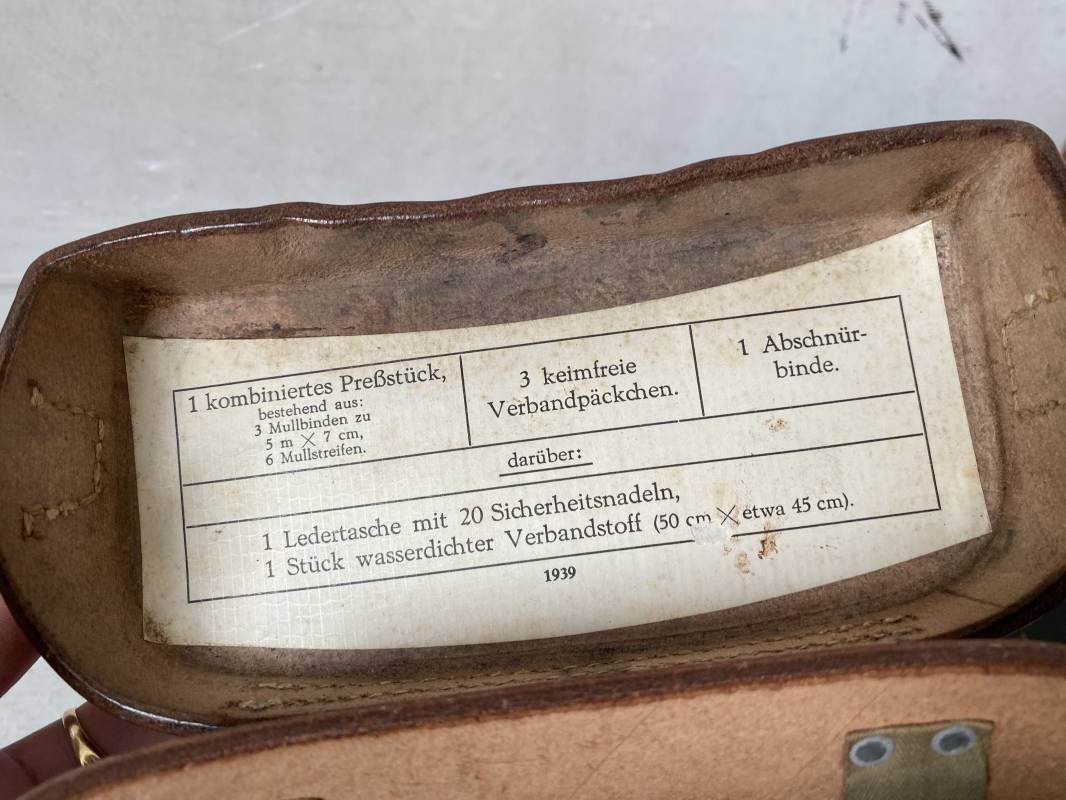 1 kombiniertes Preßstück,
bestehend aus:
3 Mullbinden zu
5 m × 7 cm,
6 Mullstreifen.
3 keimfreie
Verbandpäckchen.
1 Abschnür-
binde.
darüber:
1 Ledertasche mit 20 Sicherheitsnadeln,
1 Stück wasserdichter Verbandstoff (50 cm × etwa 45 cm).
1939